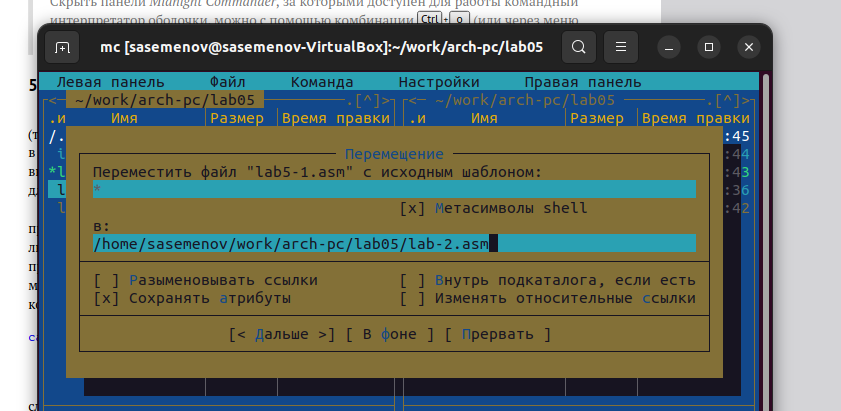 Скрыть панели Midnight Commander, за которыми доступен для работы командный
интерпретатор оболочки, можно с помощью комбинации Ctrl + o (или через меню
mc [sasemenov@sasemenov-VirtualBox]:~/work/arch-pc/lab05
Левая панель Файл Команда Настройки Правая панель
<─ ~/work/arch-pc/lab05 .[^]> <─ ~/work/arch-pc/lab05 .[^]>
.и Имя Размер Время правки .и Имя Размер Время правки
/. :45
Перемещение :44
Переместить файл "lab5-1.asm" с исходным шаблоном: :43
* :36
[x] Метасимволы shell :42
в:
/home/sasemenov/work/arch-pc/lab05/lab-2.asm
[ ] Разыменовывать ссылки [ ] Внутрь подкаталога, если есть
[x] Сохранять атрибуты [ ] Изменять относительные ссылки
[< Дальше >] [ В фоне ] [ Прервать ]